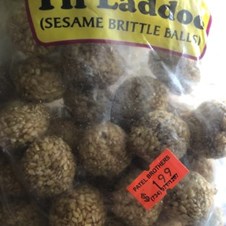 Til Laddoo
(SESAME BRITTLE BALLS)
PATEL BROTHERS
$1.99